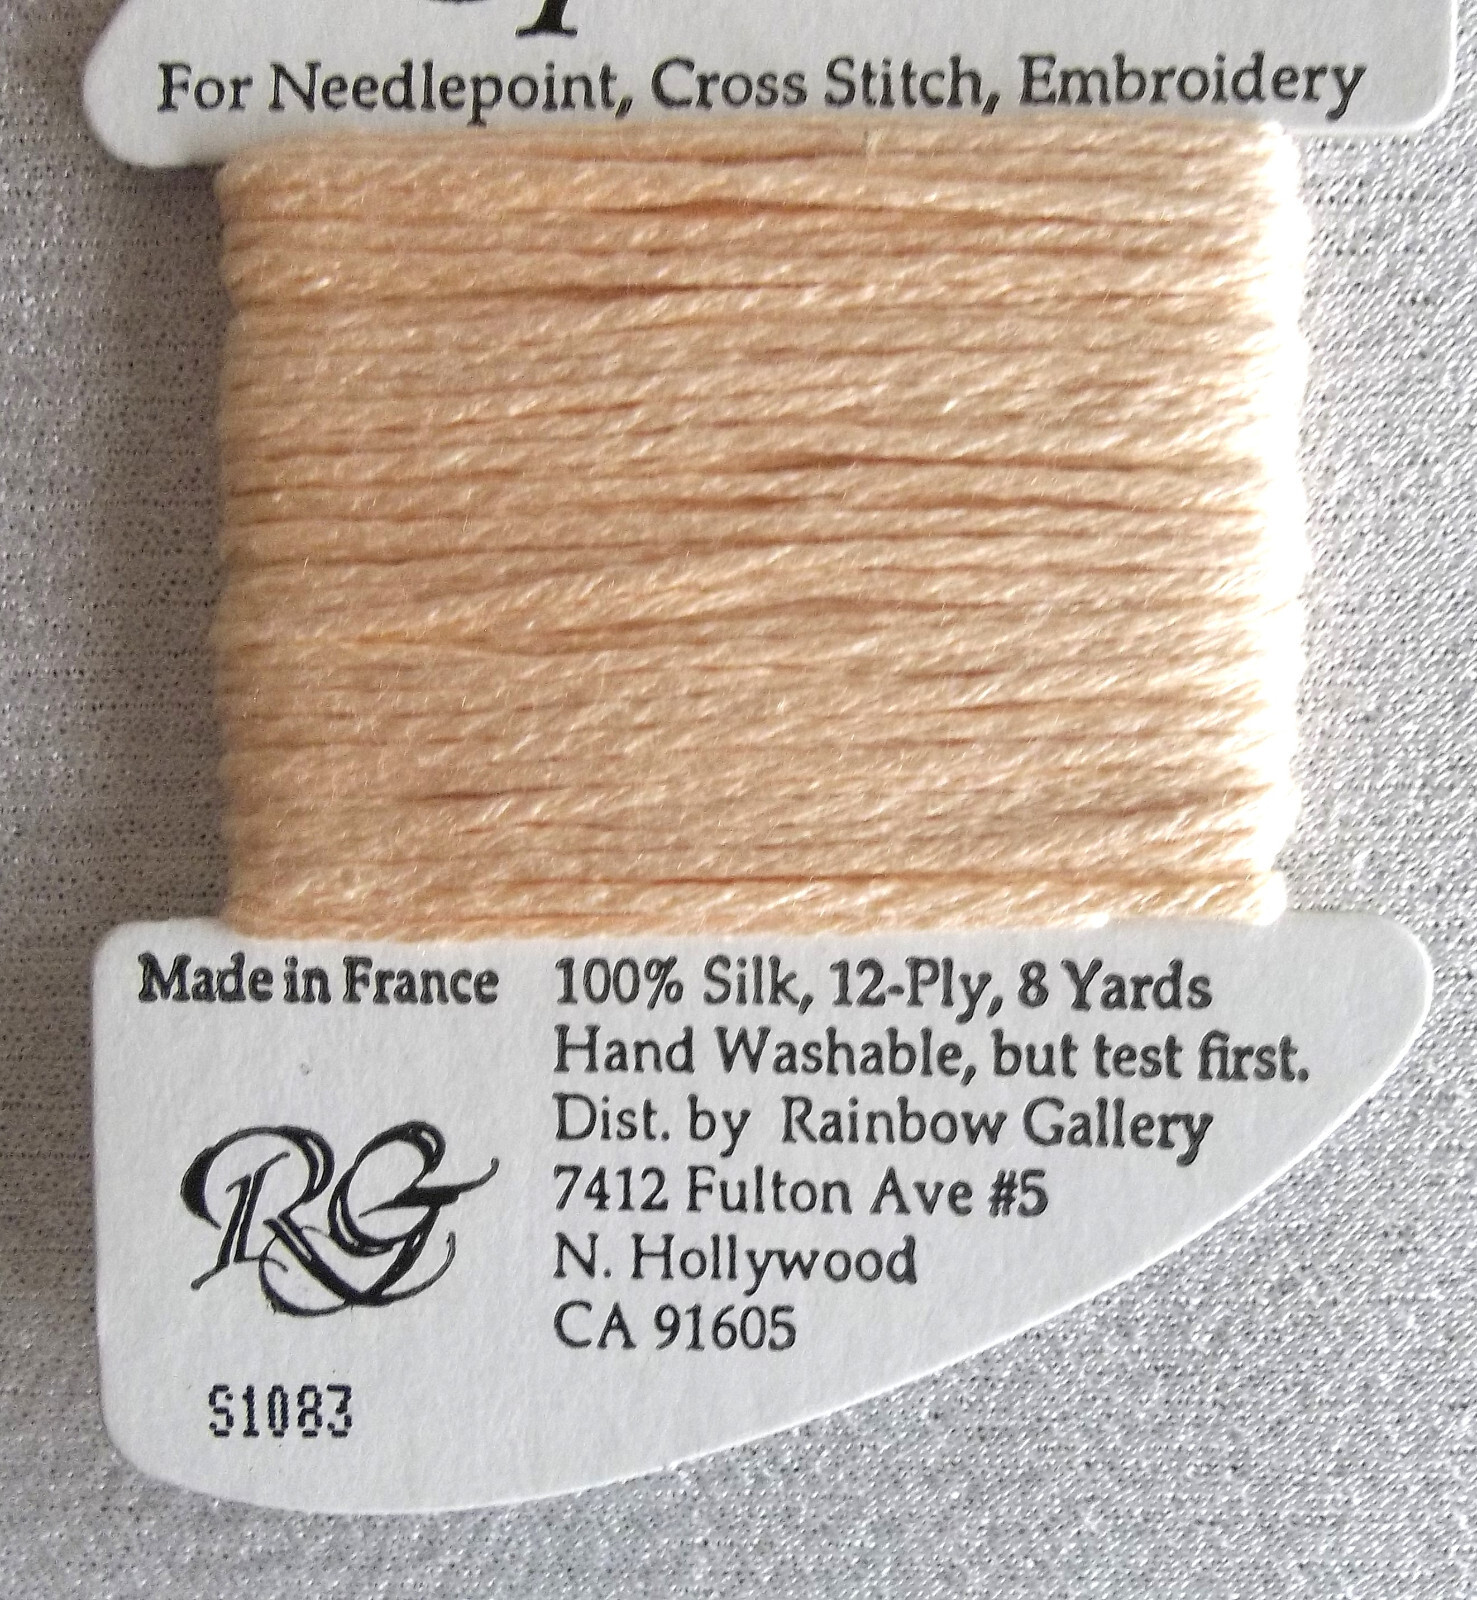 For Needlepoint, Cross Stitch, Embroidery
Made in France
100% Silk, 12-Ply, 8 Yards
Hand Washable, but test first.
Dist. by Rainbow Gallery
7412 Fulton Ave #5
N. Hollywood
CA 91605
RG
S1083